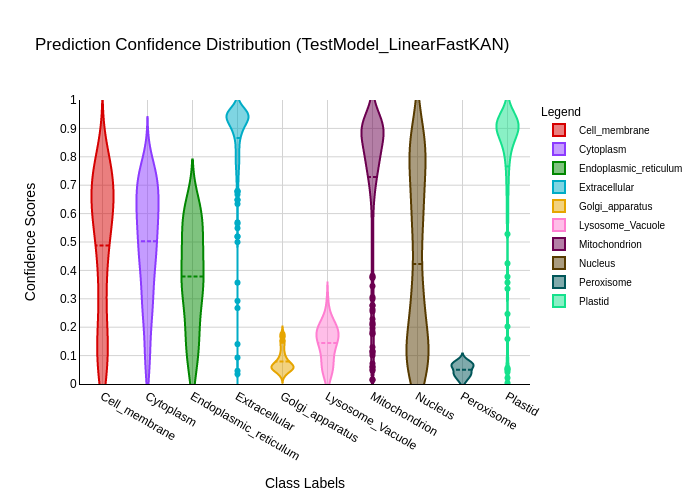 Prediction Confidence Distribution (TestModel_LinearFastKAN)
Confidence Scores
1
0.9
0.8
0.7
0.6
0.5
0.4
0.3
0.2
0.1
0
Cell_membrane
Cytoplasm
Endoplasmic_reticulum
Extracellular
Golgi_apparatus
Lysosome_Vacuole
Mitochondrion
Nucleus
Peroxisome
Plastid
Class Labels
Legend
Cell_membrane
Cytoplasm
Endoplasmic_reticulum
Extracellular
Golgi_apparatus
Lysosome_Vacuole
Mitochondrion
Nucleus
Peroxisome
Plastid